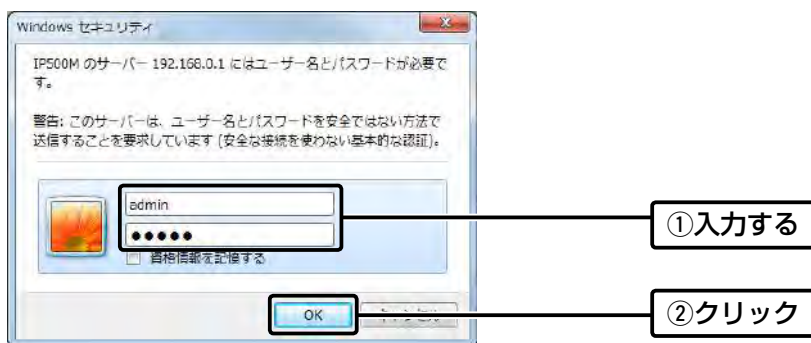 Windows セキュリティ
IP500M のサーバー 192.168.0.1 にはユーザー名とパスワードが必要で
す。
警告: このサーバーは、ユーザー名とパスワードを安全ではない方法で
送信することを要求しています (安全な接続を使わない基本的な認証)。
admin
●●●●●
資格情報を記憶する
①入力する
OK
キャンセル
②クリック